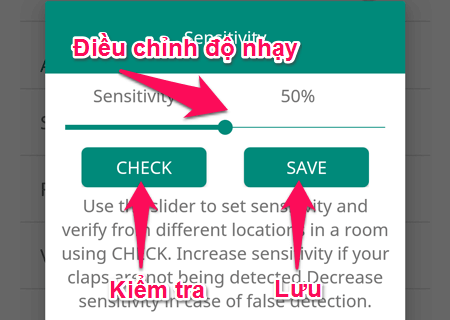 Sensitivity
Điều chỉnh độ nhạy
Sensitivity 50%
CHECK SAVE
Use the slider to set sensitivity and
verify from different locations in a room
using CHECK. Increase sensitivity if your
claps are not being detected.Decrease
sensitivity in case of false detection.
Kiểm tra Lưu